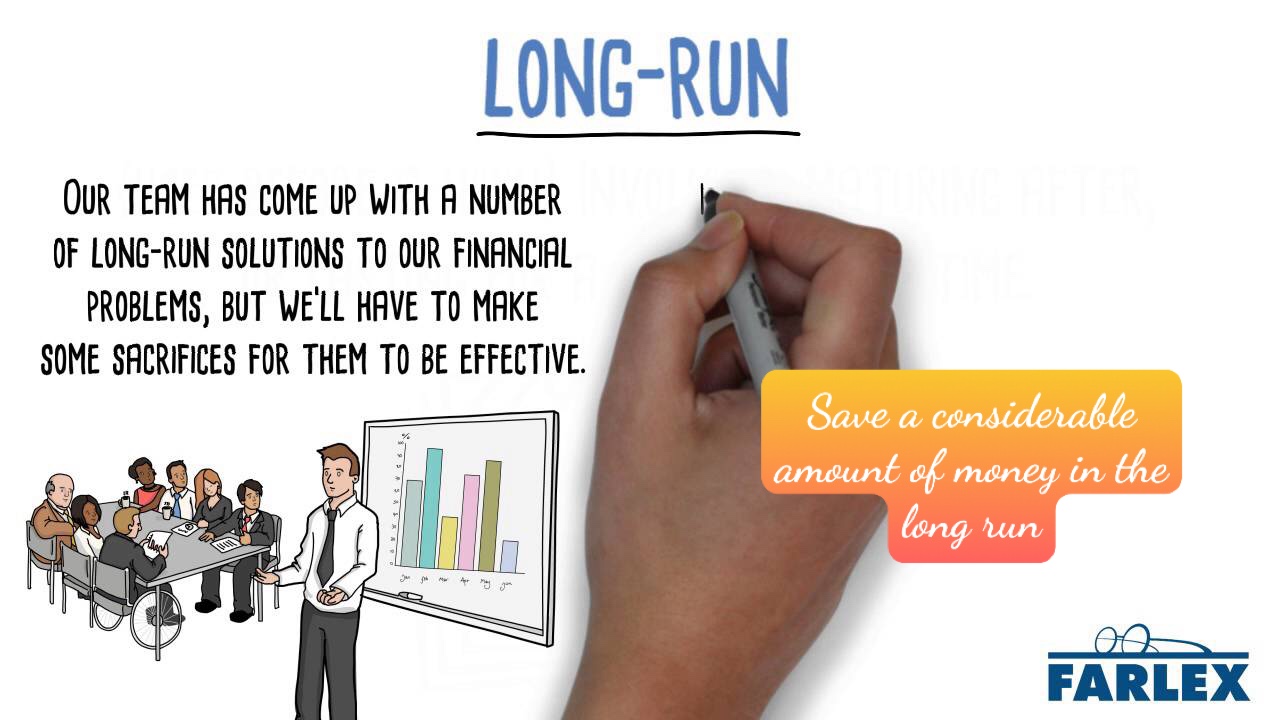 LONG-RUN
OUR TEAM HAS COME UP WITH A NUMBER
OF LONG-RUN SOLUTIONS TO OUR FINANCIAL
PROBLEMS, BUT WE'LL HAVE TO MAKE
SOME SACRIFICES FOR THEM TO BE EFFECTIVE.
Save a considerable
amount of money in the
long run
%
Jan Feb Mar Apr May Jun
FARLEX